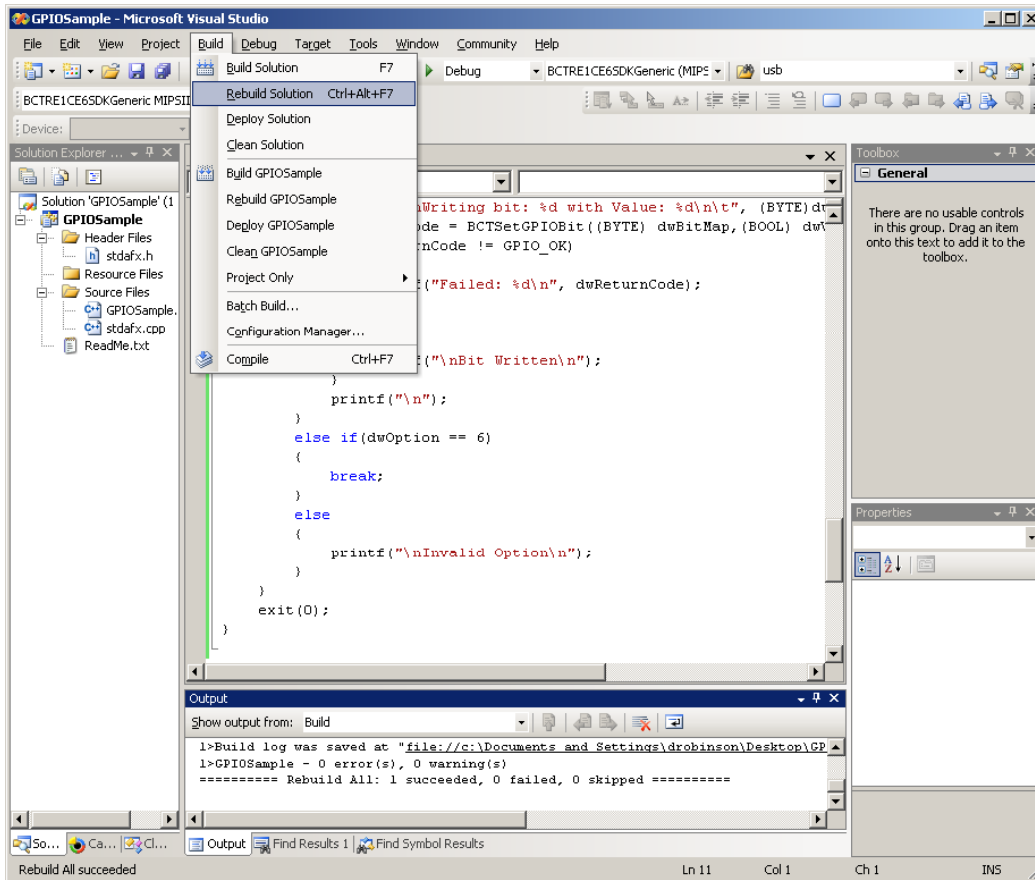 GPIOSample - Microsoft Visual Studio
File Edit View Project Build Debug Target Tools Window Community Help
Debug BCTRE1CE6SDKGeneric (MIPS usb
BCTRE1CE6SDKGeneric MIPSII
Device:
Build Solution F7
Rebuild Solution Ctrl+Alt+F7
Deploy Solution
Clean Solution
Build GPIOSample
Rebuild GPIOSample
Deploy GPIOSample
Clean GPIOSample
Project Only
Batch Build...
Configuration Manager...
Compile Ctrl+F7
Solution Explorer ...
Solution 'GPIOSample' (1
GPIOSample
Header Files
stdafx.h
Resource Files
Source Files
GPIOSample.
stdafx.cpp
ReadMe.txt
nWriting bit: %d with Value: %d\n\t", (BYTE)dw
ode = BCTSetGPIOBit((BYTE) dwBitMap,(BOOL) dwV
rnCode != GPIO_OK)
f("Failed: %d\n", dwReturnCode);
f("\nBit Written\n");
}
printf("\n");
}
else if(dwOption == 6)
{
break;
}
else
{
printf("\nInvalid Option\n");
}
}
exit(0);
}
Toolbox
General
There are no usable controls
in this group. Drag an item
onto this text to add it to the
toolbox.
Properties
Output
Show output from: Build
1>Build log was saved at "file://c:\Documents and Settings\drobinson\Desktop\GP
1>GPIOSample - 0 error(s), 0 warning(s)
========== Rebuild All: 1 succeeded, 0 failed, 0 skipped ==========
So... Ca... Cl...
Output Find Results 1 Find Symbol Results
Rebuild All succeeded Ln 11 Col 1 Ch 1 INS